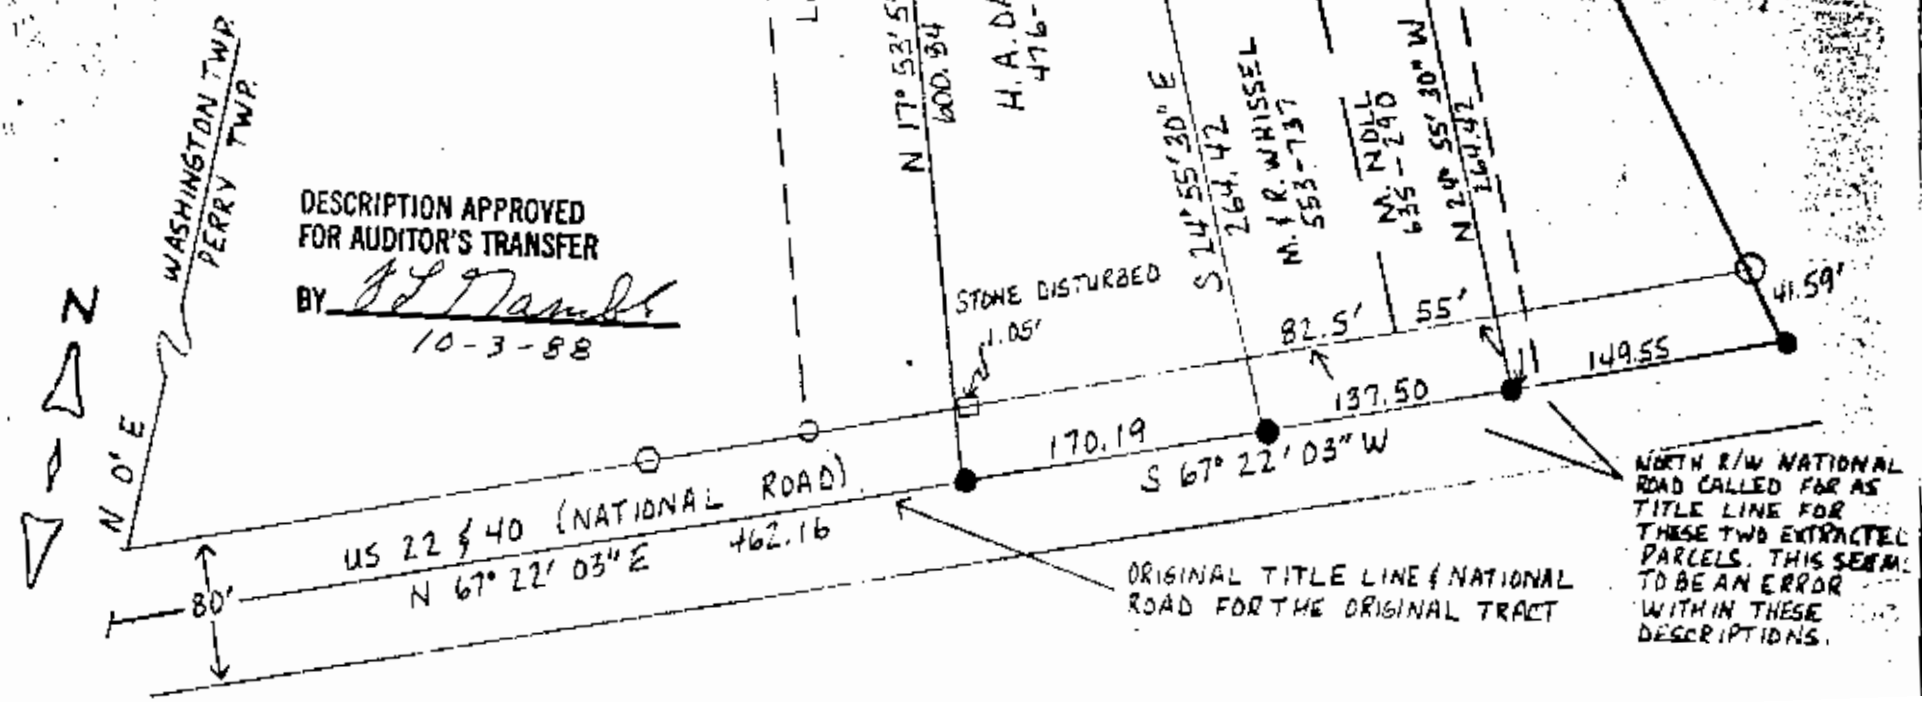 WASHINGTON TWP.
PERRY TWP.
DESCRIPTION APPROVED
FOR AUDITOR'S TRANSFER
BY
10-3-88
N
N 0° E
N 17° 53'
600.34
H.A.
476-
STONE DISTURBED
1.05'
S 24° 55' 30" E
264.42
M. & R. WHISSEL
553-737
M. NOLL
635-290
N 24° 55' 30" W
264.42
82.5'
55'
41.59'
149.55
137.50
170.19
S 67° 22' 03" W
US 22 & 40 (NATIONAL ROAD)
N 67° 22' 03" E
462.16
80'
ORIGINAL TITLE LINE & NATIONAL
ROAD FOR THE ORIGINAL TRACT
NORTH R/W NATIONAL
ROAD CALLED FOR AS
TITLE LINE FOR
THESE TWO EXTRACTED
PARCELS. THIS SEEMS
TO BE AN ERROR
WITHIN THESE
DESCRIPTIONS.